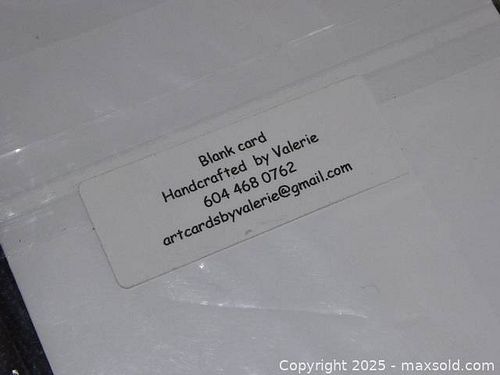 Blank card
Handcrafted by Valerie
604 468 0762
artcardsbyvalerie@gmail.com
Copyright 2025 - maxsold.com